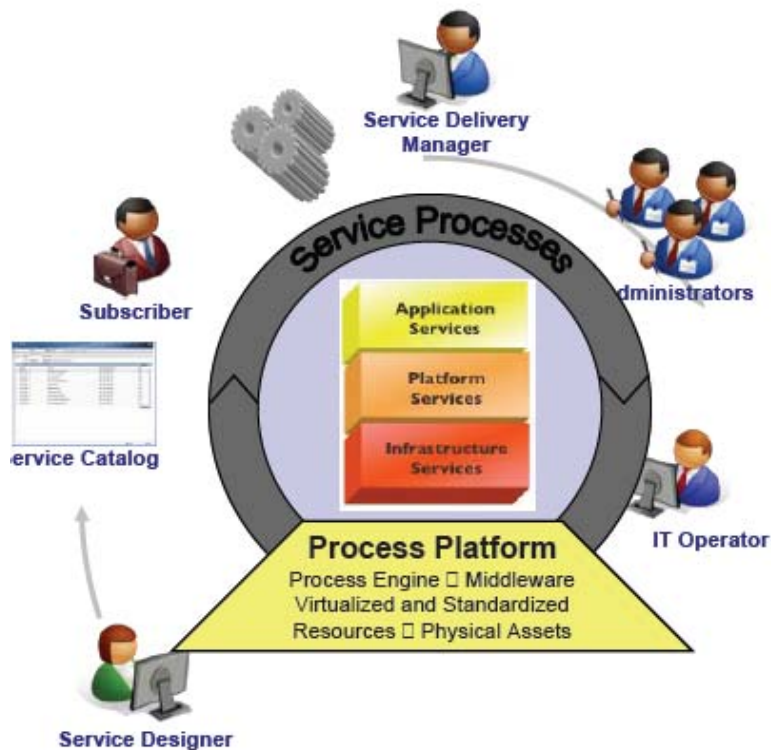 Service Delivery
Manager
Service Processes
dministrators
Subscriber
Application
Services
Platform
Services
Infrastructure
Services
ervice Catalog
IT Operator
Process Platform
Process Engine □ Middleware
Virtualized and Standardized
Resources □ Physical Assets
Service Designer